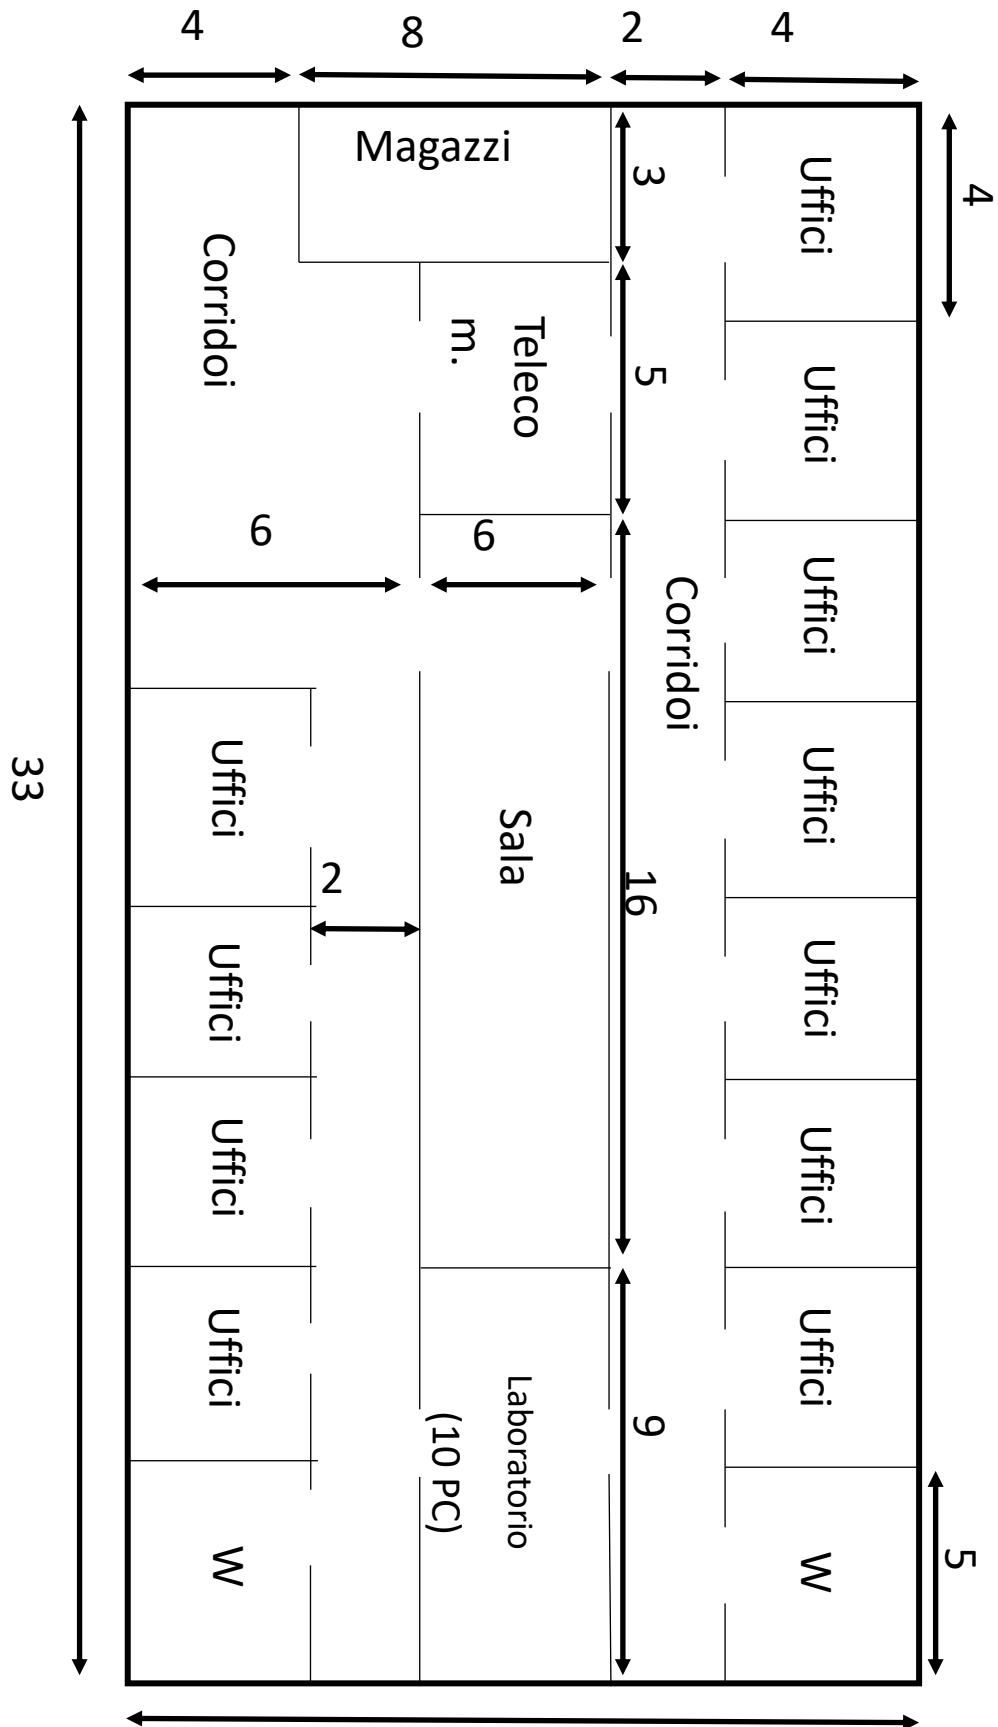 4
8
2
4
Magazzi
3
Uffici
4
Corridoi
Teleco
m.
5
Uffici
6
6
Corridoi
Uffici
33
Uffici
Sala
Uffici
2
16
Uffici
Uffici
Uffici
Uffici
Uffici
Laboratorio
(10 PC)
9
Uffici
W
W
5